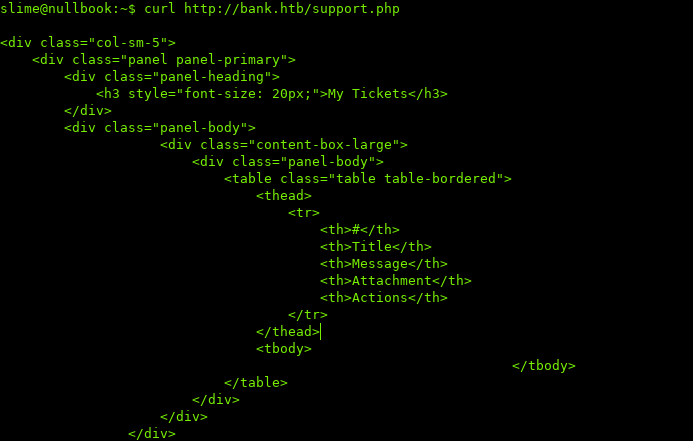 slime@nullbook:~$ curl http://bank.htb/support.php

<div class="col-sm-5">
    <div class="panel panel-primary">
        <div class="panel-heading">
            <h3 style="font-size: 20px;">My Tickets</h3>
        </div>
        <div class="panel-body">
                    <div class="content-box-large">
                        <div class="panel-body">
                            <table class="table table-bordered">
                                <thead>
                                    <tr>
                                        <th>#</th>
                                        <th>Title</th>
                                        <th>Message</th>
                                        <th>Attachment</th>
                                        <th>Actions</th>
                                    </tr>
                                </thead>
                                <tbody>
                                                                </tbody>
                            </table>
                        </div>
                    </div>
                </div>